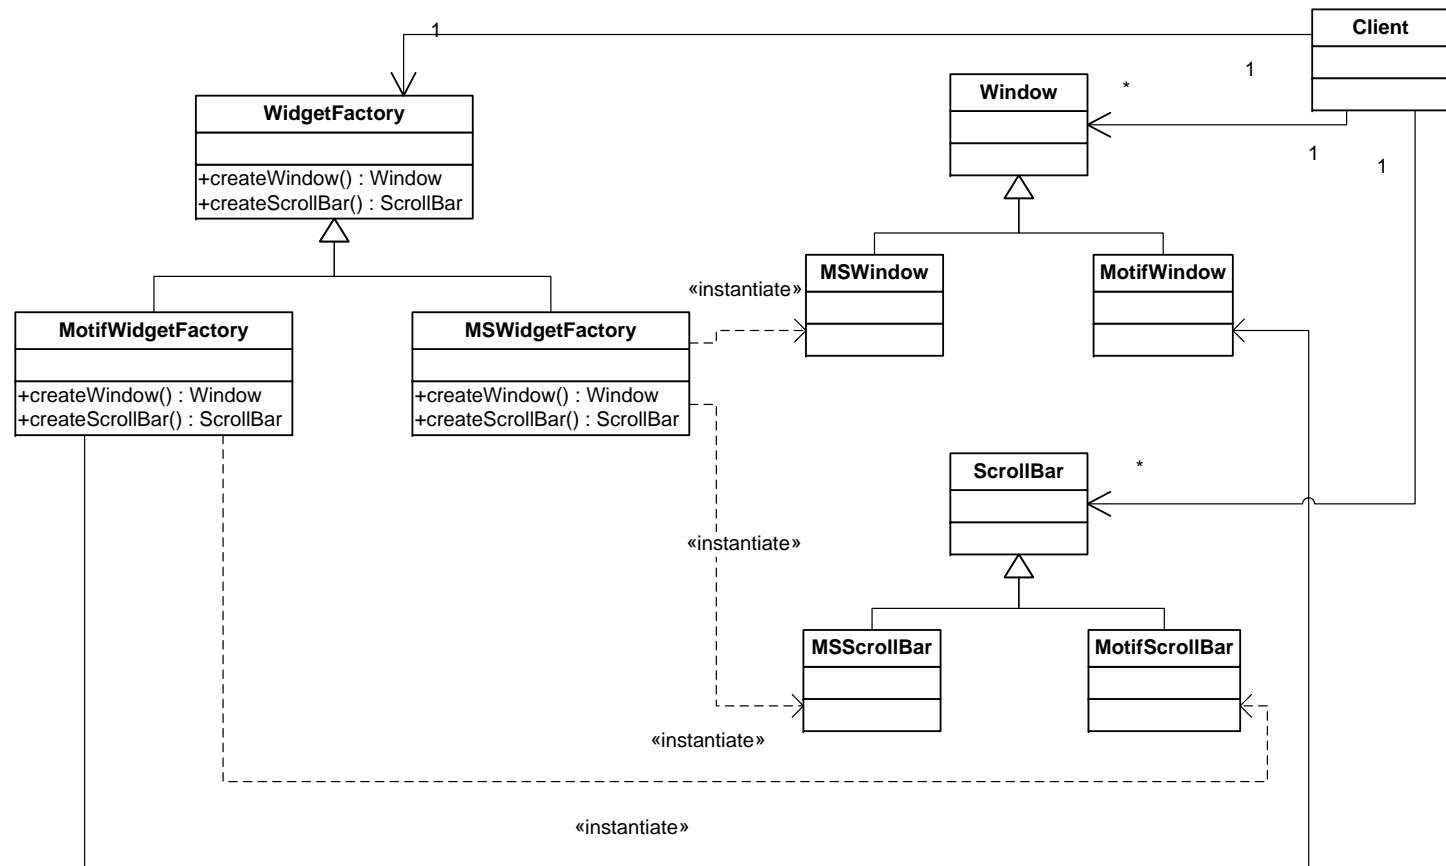 Client
1
1
Window
*
WidgetFactory
+createWindow() : Window
+createScrollBar() : ScrollBar
1
1
MSWindow
MotifWindow
«instantiate»
MotifWidgetFactory
+createWindow() : Window
+createScrollBar() : ScrollBar
MSWidgetFactory
+createWindow() : Window
+createScrollBar() : ScrollBar
ScrollBar
*
«instantiate»
MSScrollBar
MotifScrollBar
«instantiate»
«instantiate»